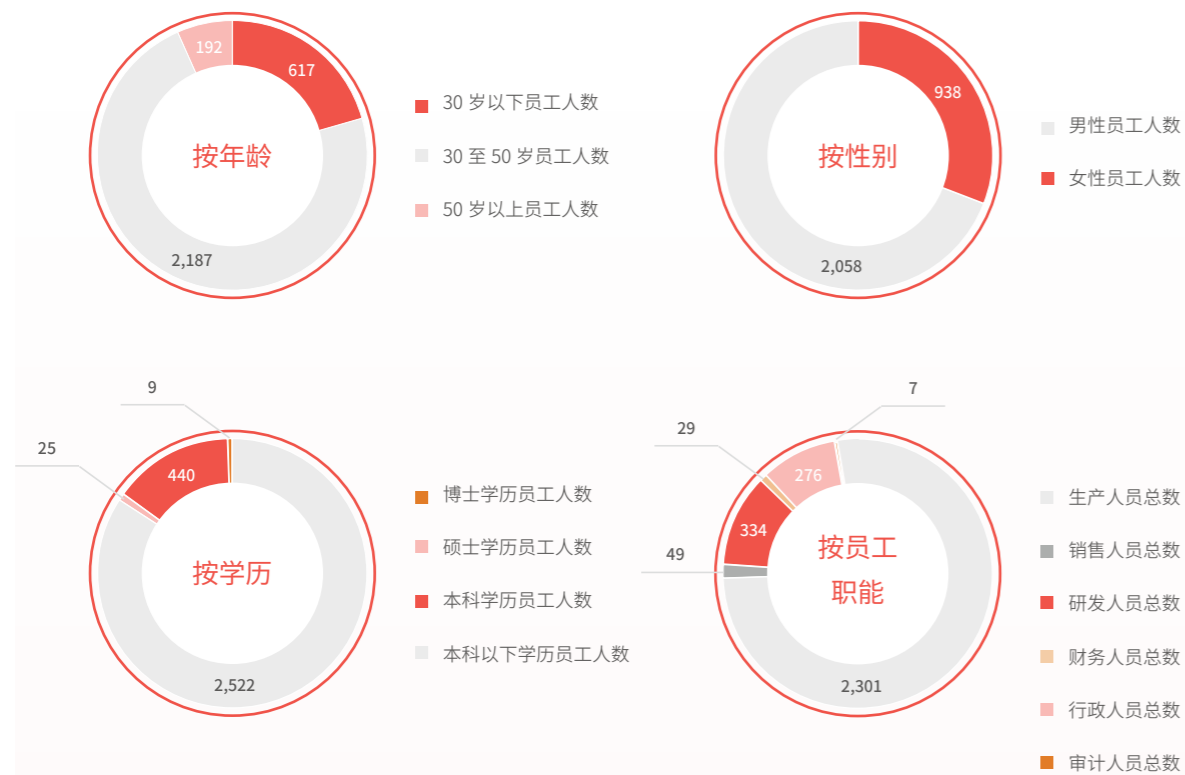 192
617
按年龄
2,187
30 岁以下员工人数
30 至 50 岁员工人数
50 岁以上员工人数
938
按性别
2,058
男性员工人数
女性员工人数
9
25
440
按学历
2,522
博士学历员工人数
硕士学历员工人数
本科学历员工人数
本科以下学历员工人数
7
29
276
334
49
按员工
职能
2,301
生产人员总数
销售人员总数
研发人员总数
财务人员总数
行政人员总数
审计人员总数